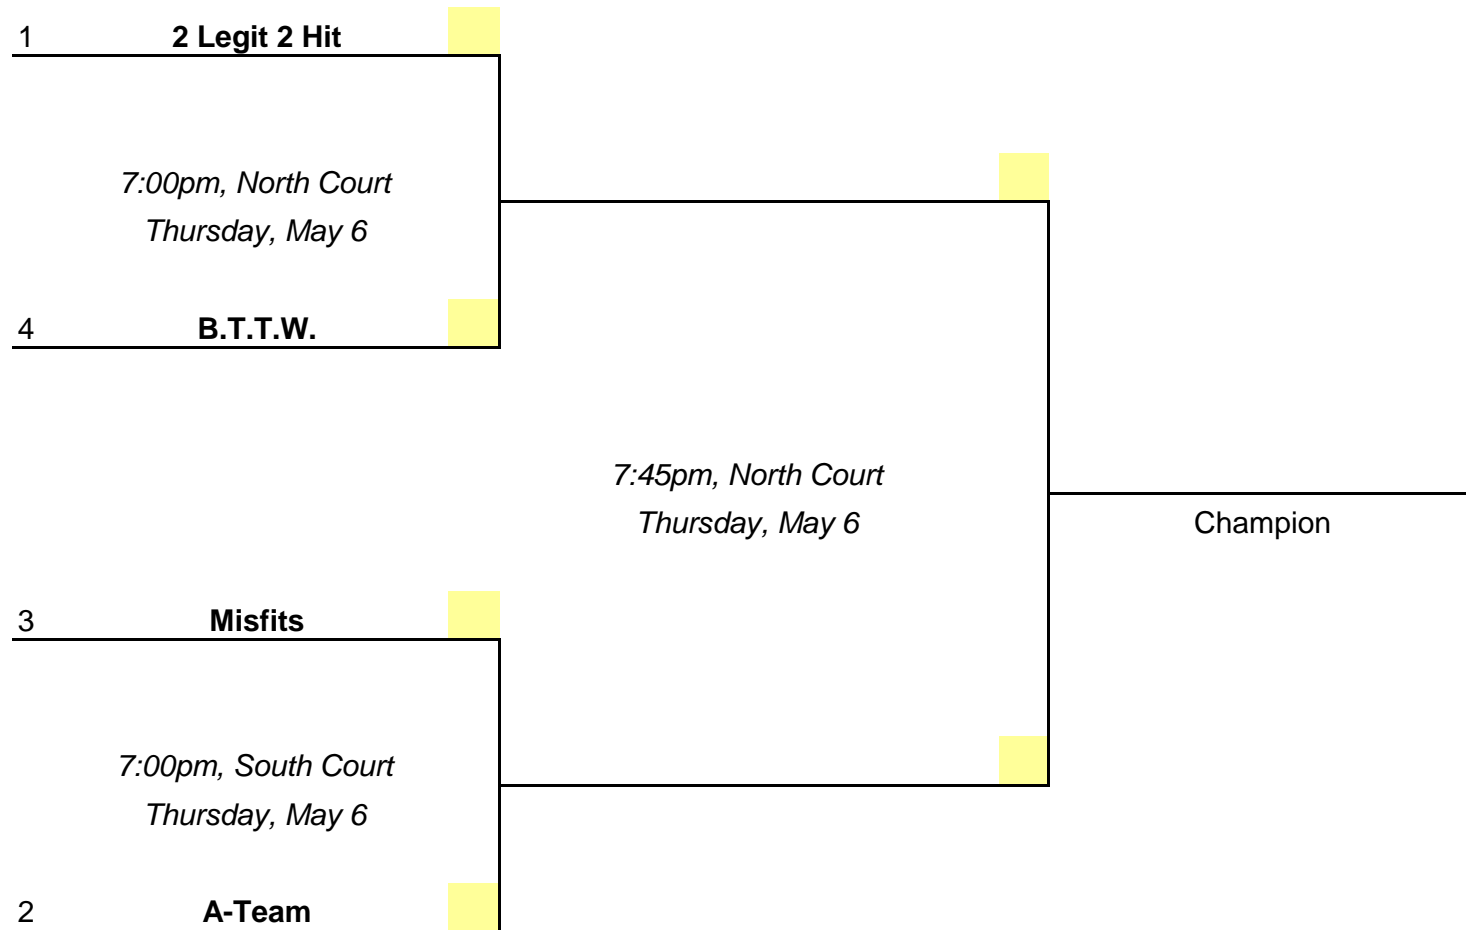 1 2 Legit 2 Hit
7:00pm, North Court
Thursday, May 6
4 B.T.T.W.
7:45pm, North Court
Thursday, May 6
Champion
3 Misfits
7:00pm, South Court
Thursday, May 6
2 A-Team